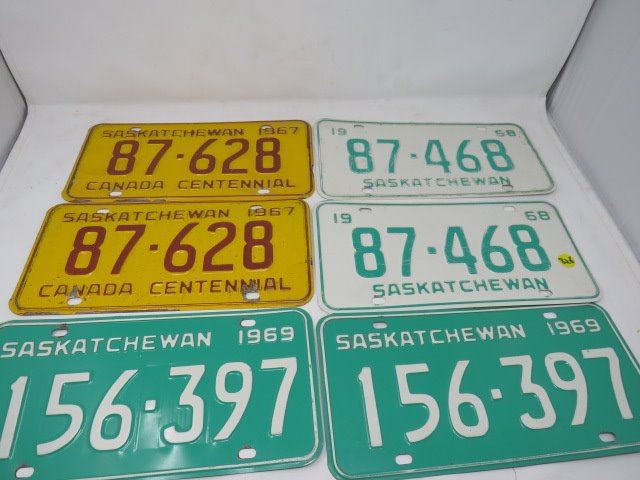 SASKATCHEWAN 1967
87·628
CANADA CENTENNIAL
19 68
87·468
SASKATCHEWAN
SASKATCHEWAN 1967
87·628
CANADA CENTENNIAL
19 68
87·468
SASKATCHEWAN
SASKATCHEWAN 1969
156·397
SASKATCHEWAN 1969
156·397